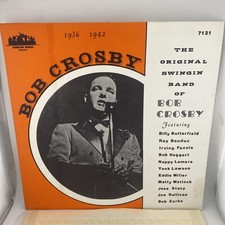 1936 1942
7121
BOB CROSBY
THE
ORIGINAL
SWINGIN
BAND OF
BOB
CROSBY
Featuring
Billy Butterfield
Ray Bauduc
Irving Fazola
Bob Haggart
Nappy Lamare
Yank Lawson
Eddie Miller
Matty Matlock
Jess Stacy
Joe Sullivan
Bob Zurke